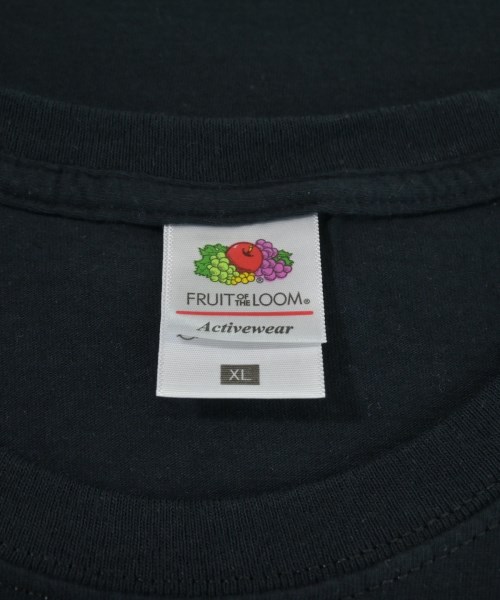 FRUIT OF THE LOOM®
Activewear
XL